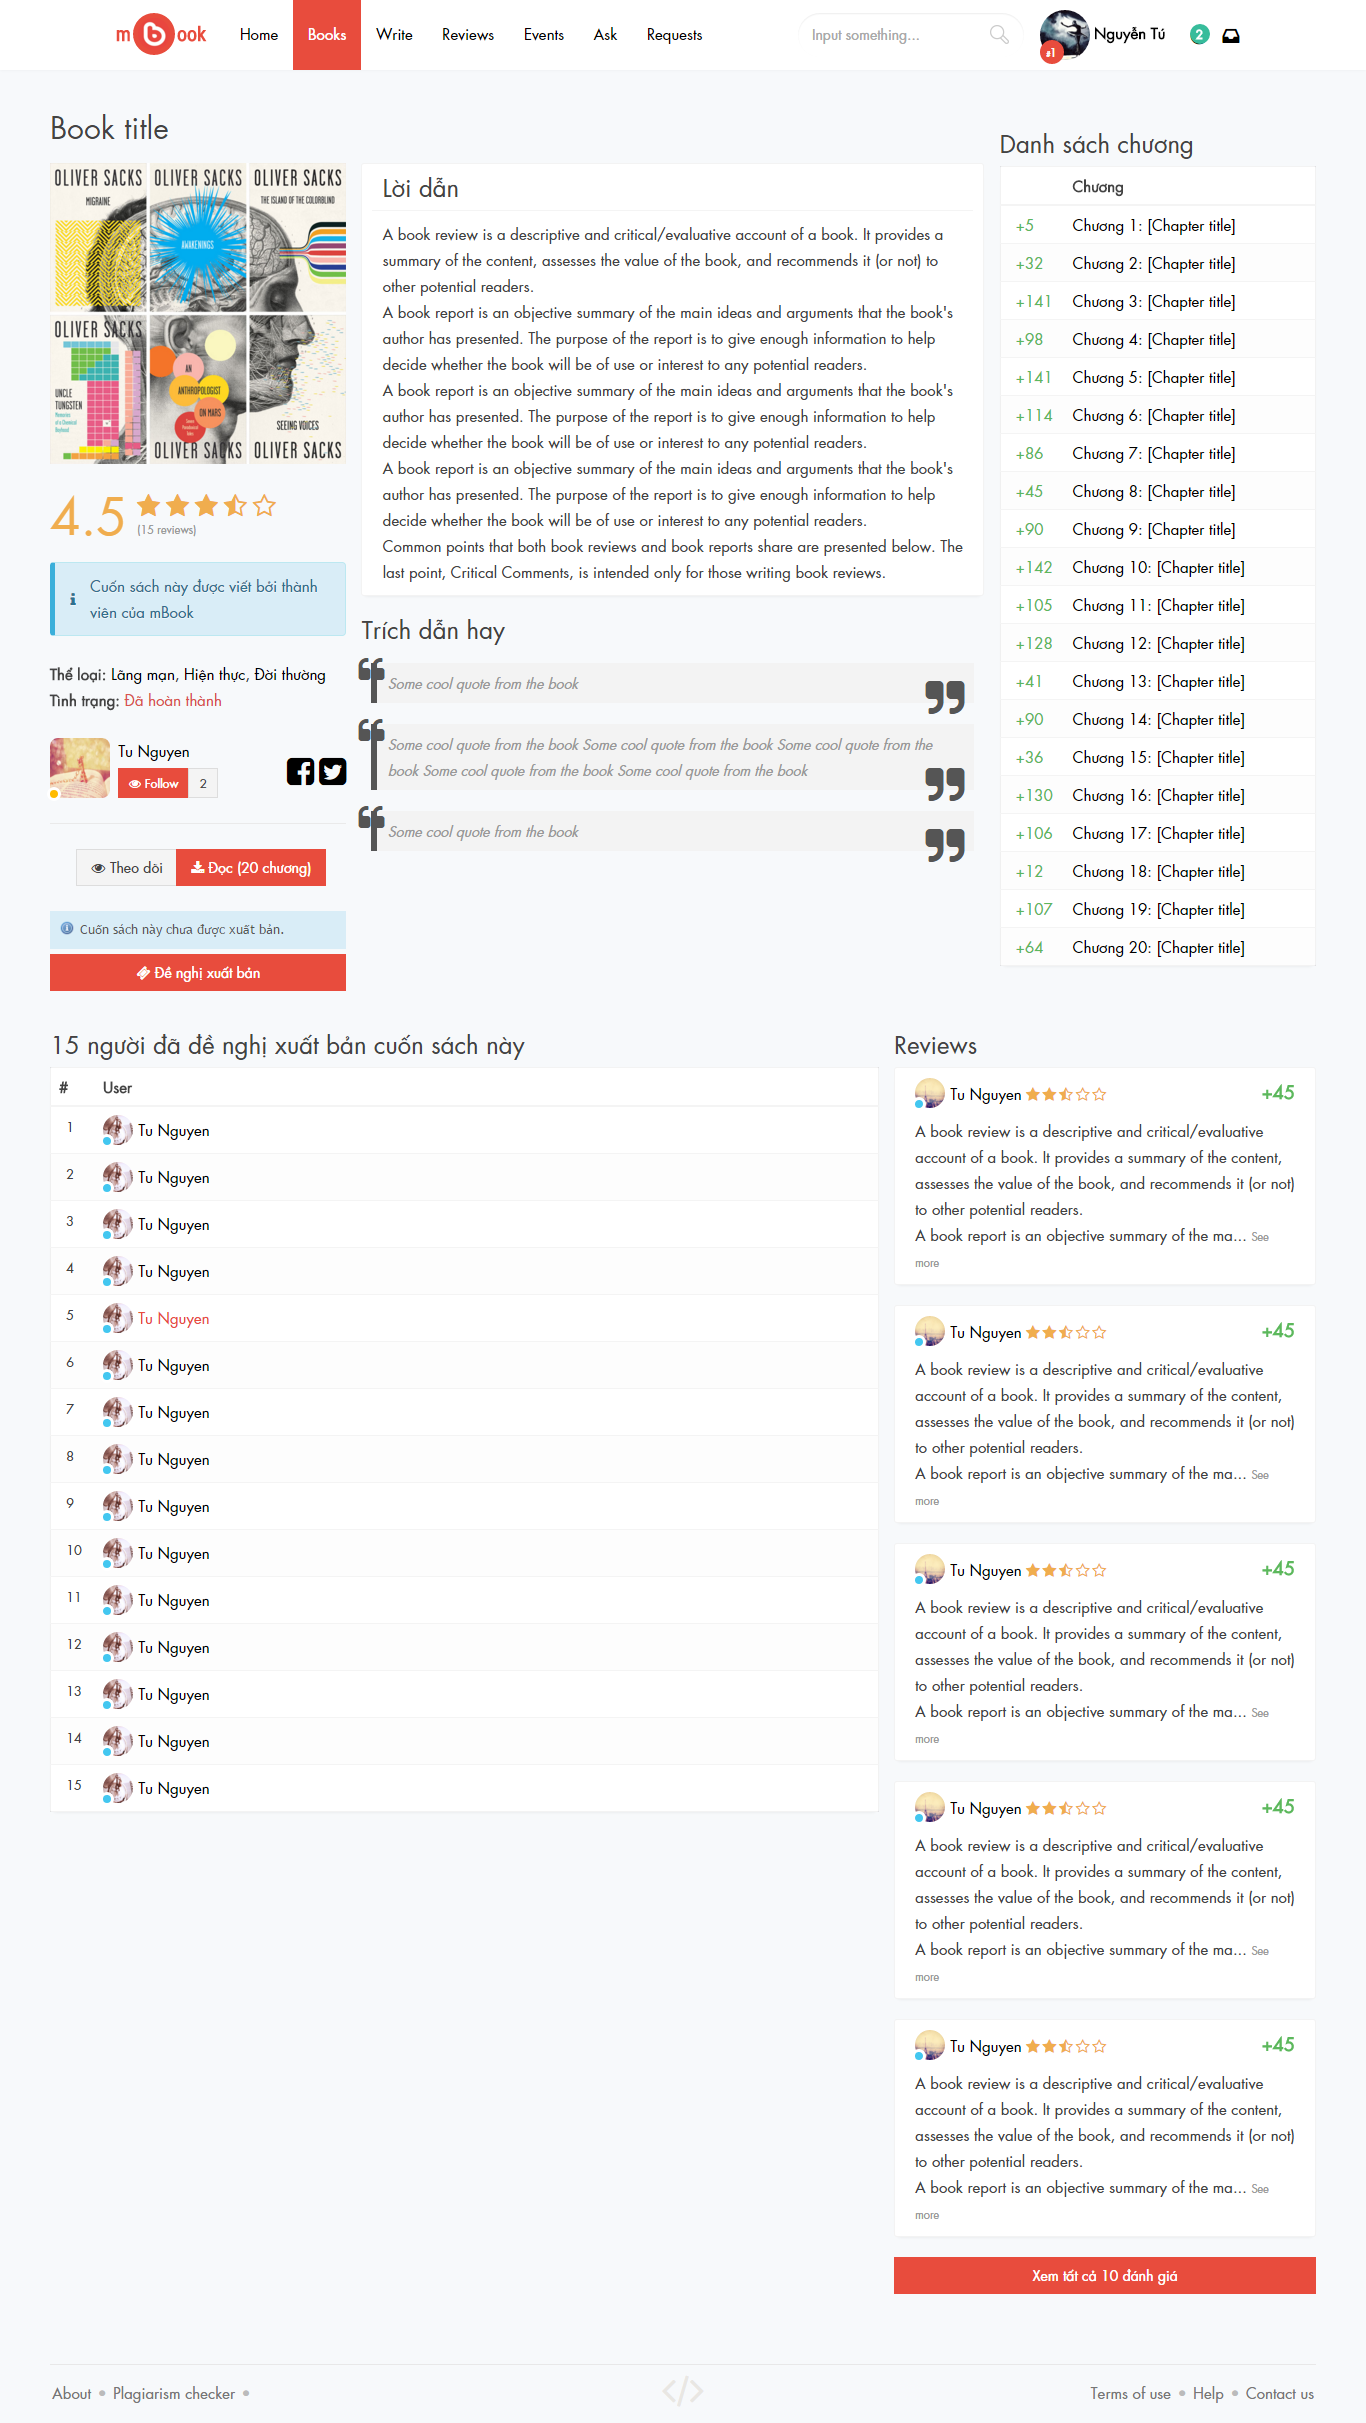 m b ook
Home
Books
Write
Reviews
Events
Ask
Requests
Input something...
#1
Nguyễn Tú
2
Book title
OLIVER SACKS
MIGRAINE
OLIVER SACKS
AWAKENINGS
OLIVER SACKS
THE ISLAND OF THE COLORBLIND
OLIVER SACKS
UNCLE
TUNGSTEN
Memories
of a Chemical
Boyhood
AN
ANTHROPOLOGIST
ON MARS
OLIVER SACKS
SEEING VOICES
OLIVER SACKS
4.5
(15 reviews)
Cuốn sách này được viết bởi thành
viên của mBook
Thể loại: Lãng mạn, Hiện thực, Đời thường
Tình trạng: Đã hoàn thành
Tu Nguyen
Follow
2
Theo dõi
Đọc (20 chương)
Cuốn sách này chưa được xuất bản.
Đề nghị xuất bản
Lời dẫn
A book review is a descriptive and critical/evaluative account of a book. It provides a
summary of the content, assesses the value of the book, and recommends it (or not) to
other potential readers.
A book report is an objective summary of the main ideas and arguments that the book's
author has presented. The purpose of the report is to give enough information to help
decide whether the book will be of use or interest to any potential readers.
A book report is an objective summary of the main ideas and arguments that the book's
author has presented. The purpose of the report is to give enough information to help
decide whether the book will be of use or interest to any potential readers.
A book report is an objective summary of the main ideas and arguments that the book's
author has presented. The purpose of the report is to give enough information to help
decide whether the book will be of use or interest to any potential readers.
Common points that both book reviews and book reports share are presented below. The
last point, Critical Comments, is intended only for those writing book reviews.
Trích dẫn hay
Some cool quote from the book
Some cool quote from the book Some cool quote from the book Some cool quote from the
book Some cool quote from the book Some cool quote from the book
Some cool quote from the book
Danh sách chương
Chương
+5 Chương 1: [Chapter title]
+32 Chương 2: [Chapter title]
+141 Chương 3: [Chapter title]
+98 Chương 4: [Chapter title]
+141 Chương 5: [Chapter title]
+114 Chương 6: [Chapter title]
+86 Chương 7: [Chapter title]
+45 Chương 8: [Chapter title]
+90 Chương 9: [Chapter title]
+142 Chương 10: [Chapter title]
+105 Chương 11: [Chapter title]
+128 Chương 12: [Chapter title]
+41 Chương 13: [Chapter title]
+90 Chương 14: [Chapter title]
+36 Chương 15: [Chapter title]
+130 Chương 16: [Chapter title]
+106 Chương 17: [Chapter title]
+12 Chương 18: [Chapter title]
+107 Chương 19: [Chapter title]
+64 Chương 20: [Chapter title]
15 người đã đề nghị xuất bản cuốn sách này
# User
1 Tu Nguyen
2 Tu Nguyen
3 Tu Nguyen
4 Tu Nguyen
5 Tu Nguyen
6 Tu Nguyen
7 Tu Nguyen
8 Tu Nguyen
9 Tu Nguyen
10 Tu Nguyen
11 Tu Nguyen
12 Tu Nguyen
13 Tu Nguyen
14 Tu Nguyen
15 Tu Nguyen
Reviews
Tu Nguyen +45
A book review is a descriptive and critical/evaluative
account of a book. It provides a summary of the content,
assesses the value of the book, and recommends it (or not)
to other potential readers.
A book report is an objective summary of the ma... See
more
Tu Nguyen +45
A book review is a descriptive and critical/evaluative
account of a book. It provides a summary of the content,
assesses the value of the book, and recommends it (or not)
to other potential readers.
A book report is an objective summary of the ma... See
more
Tu Nguyen +45
A book review is a descriptive and critical/evaluative
account of a book. It provides a summary of the content,
assesses the value of the book, and recommends it (or not)
to other potential readers.
A book report is an objective summary of the ma... See
more
Tu Nguyen +45
A book review is a descriptive and critical/evaluative
account of a book. It provides a summary of the content,
assesses the value of the book, and recommends it (or not)
to other potential readers.
A book report is an objective summary of the ma... See
more
Tu Nguyen +45
A book review is a descriptive and critical/evaluative
account of a book. It provides a summary of the content,
assesses the value of the book, and recommends it (or not)
to other potential readers.
A book report is an objective summary of the ma... See
more
Xem tất cả 10 đánh giá
About • Plagiarism checker •
</>
Terms of use • Help • Contact us